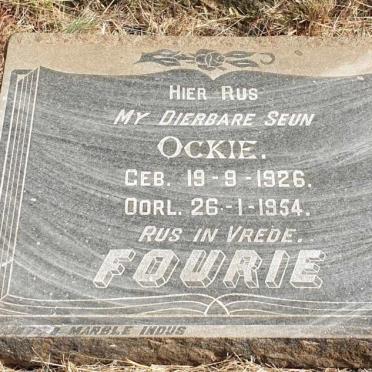 HIER RUS
MY DIERBARE SEUN
OCKIE.
GEB. 19-9-1926.
OORL. 26-1-1954.
RUS IN VREDE.
FOURIE
MARBLE INDUS